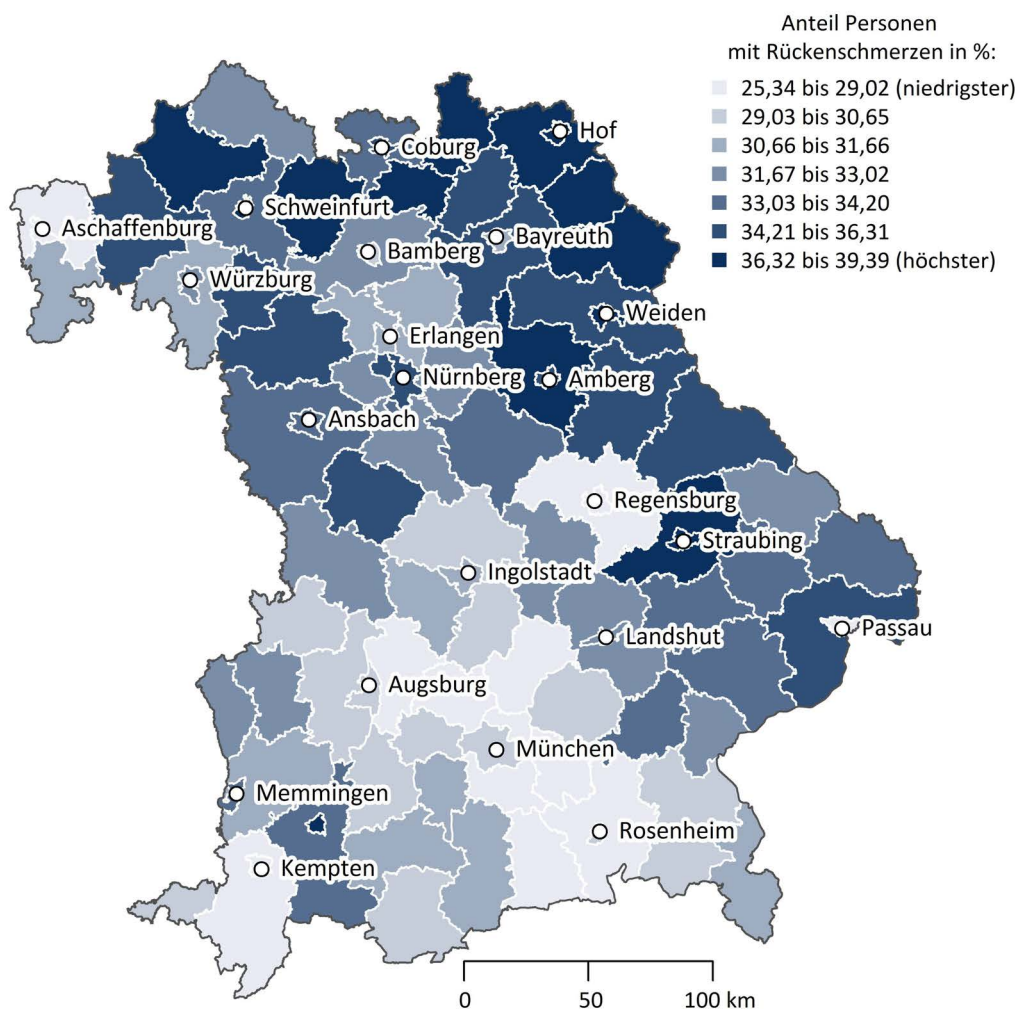 Anteil Personen
mit Rückenschmerzen in %:
25,34 bis 29,02 (niedrigster)
29,03 bis 30,65
30,66 bis 31,66
31,67 bis 33,02
33,03 bis 34,20
34,21 bis 36,31
36,32 bis 39,39 (höchster)
Hof
Coburg
Schweinfurt
Aschaffenburg
Bayreuth
Bamberg
Würzburg
Weiden
Erlangen
Nürnberg
Amberg
Ansbach
Regensburg
Straubing
Ingolstadt
Passau
Landshut
Augsburg
München
Memmingen
Rosenheim
Kempten
0 50 100 km